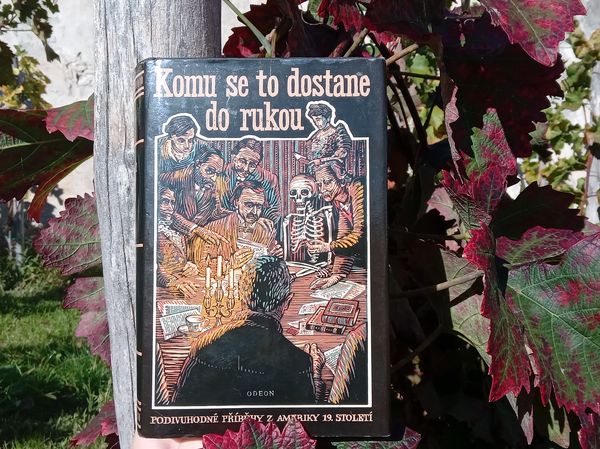 Komu se to dostane
do rukou
ODEON
PODIVUHODNÉ PŘÍBĚHY Z AMERIKY 19. STOLETÍ